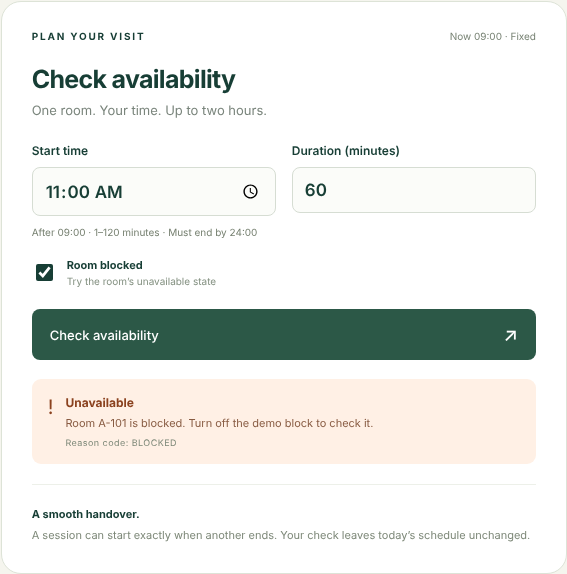 PLAN YOUR VISIT
Now 09:00 · Fixed
Check availability
One room. Your time. Up to two hours.
Start time
Duration (minutes)
11:00 AM
60
After 09:00 · 1–120 minutes · Must end by 24:00
Room blocked
Try the room’s unavailable state
Check availability
!
Unavailable
Room A-101 is blocked. Turn off the demo block to check it.
Reason code: BLOCKED
A smooth handover.
A session can start exactly when another ends. Your check leaves today’s schedule unchanged.